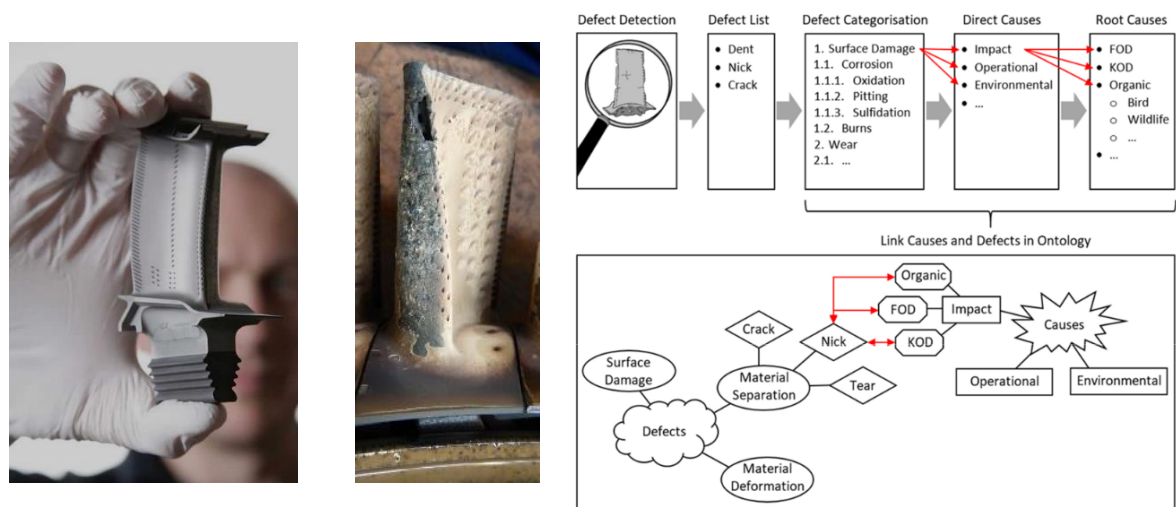 Defect Detection
Defect List
Defect Categorisation
Direct Causes
Root Causes
• Dent
• Nick
• Crack
1. Surface Damage
1.1. Corrosion
1.1.1. Oxidation
1.1.2. Pitting
1.1.3. Sulfidation
1.2. Burns
2. Wear
2.1. ...
• Impact
• Operational
• Environmental
• ...
• FOD
• KOD
• Organic
o Bird
o Wildlife
o ...
• ...
Link Causes and Defects in Ontology
Organic
FOD
Impact
Causes
Crack
Nick
KOD
Surface
Damage
Material
Separation
Tear
Operational
Environmental
Defects
Material
Deformation